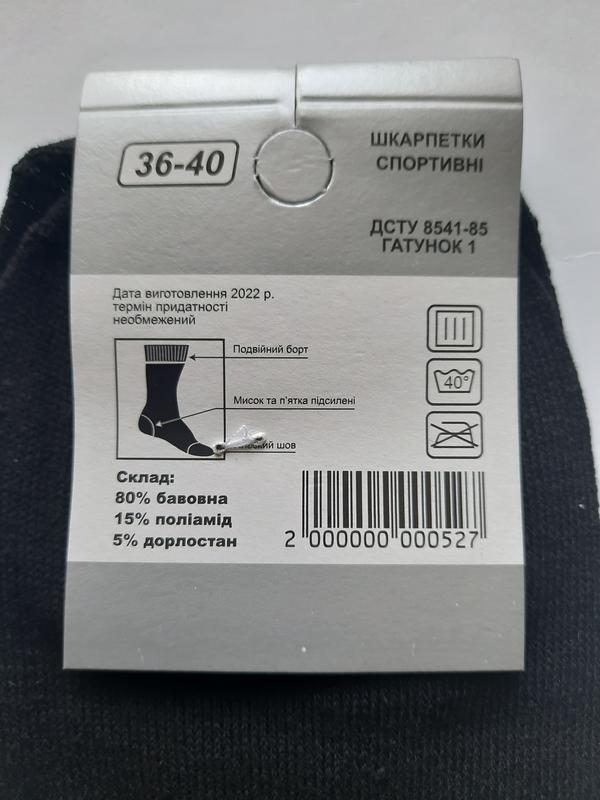 36-40
ШКАРПЕТКИ
СПОРТИВНІ
ДСТУ 8541-85
ГАТУНОК 1
Дата виготовлення 2022 р.
термін придатності
необмежений
Подвійний борт
Мисок та п'ятка підсилені
шов
40°
Склад:
80% бавовна
15% поліамід
5% дорлостан
2 000000 000527